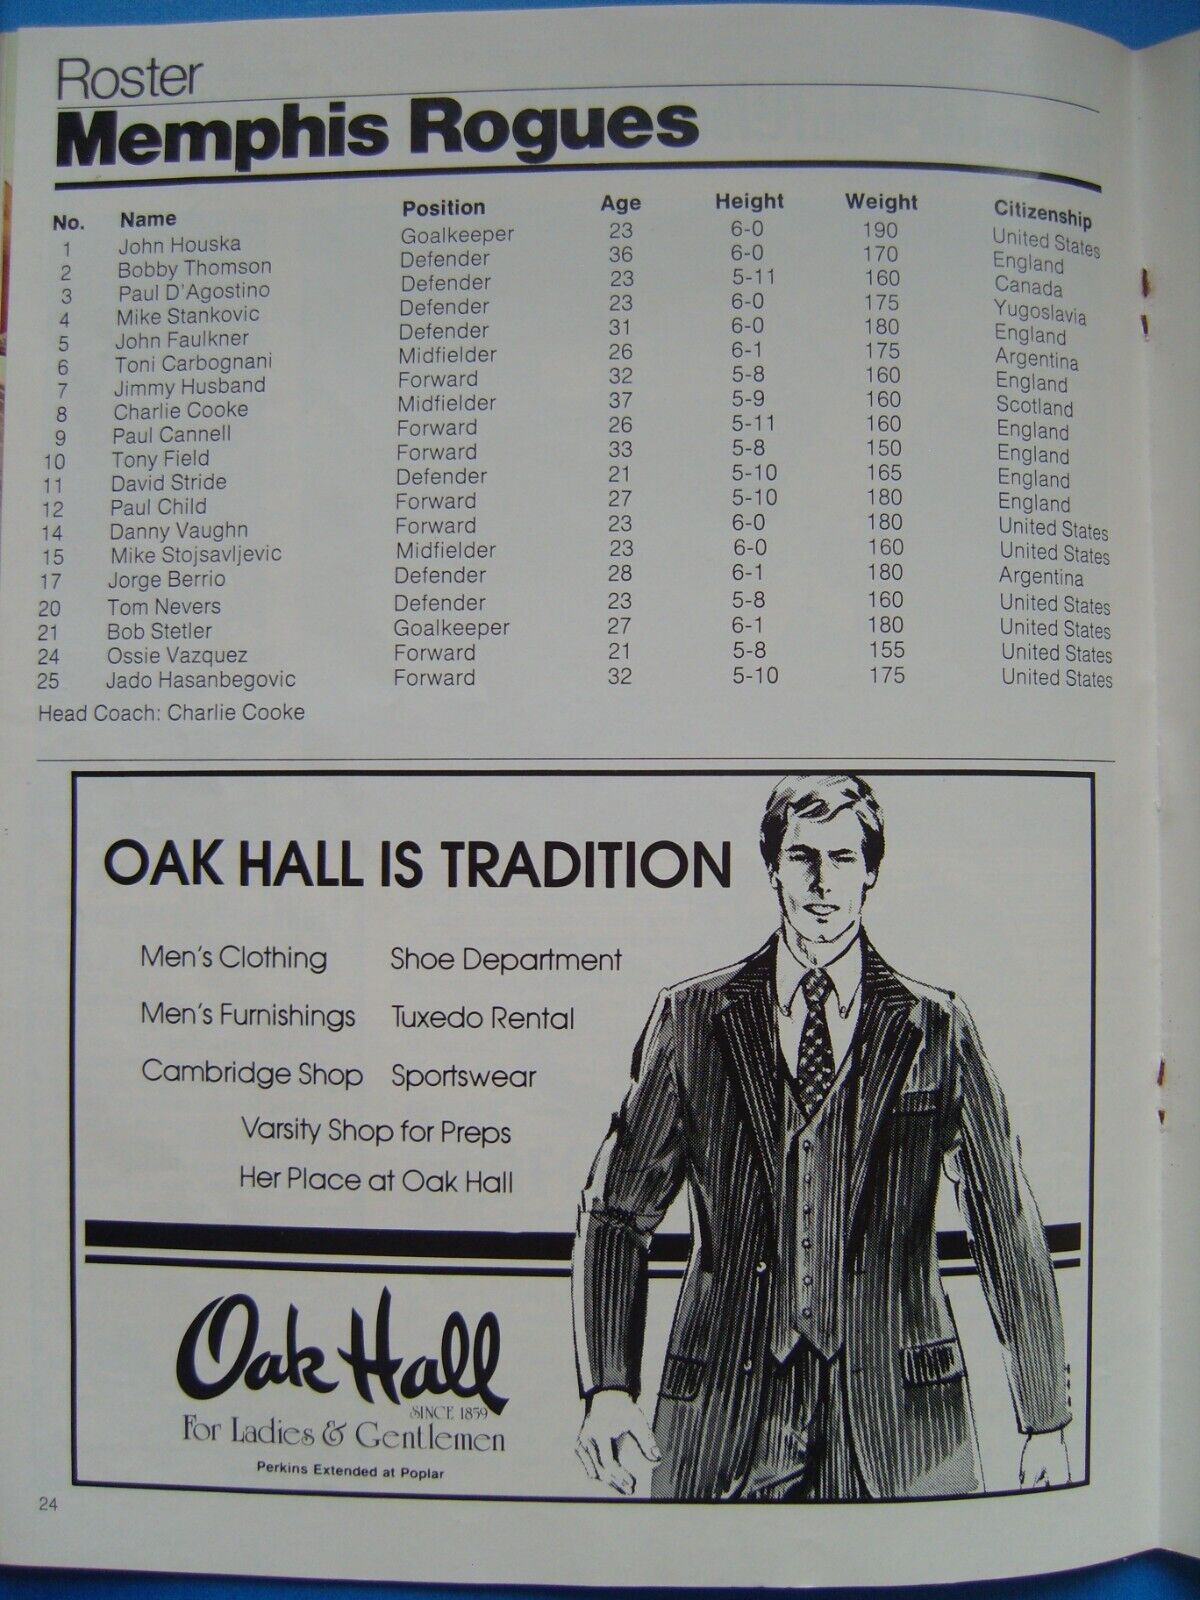 Roster
Memphis Rogues
No. Name Position Age Height Weight Citizenship
1 John Houska Goalkeeper 23 6-0 190 United States
2 Bobby Thomson Defender 36 6-0 170 England
3 Paul D'Agostino Defender 23 5-11 160 Canada
4 Mike Stankovic Defender 23 6-0 175 Yugoslavia
5 John Faulkner Defender 31 6-0 180 England
6 Toni Carbognani Midfielder 26 6-1 175 Argentina
7 Jimmy Husband Forward 32 5-8 160 England
8 Charlie Cooke Midfielder 37 5-9 160 Scotland
9 Paul Cannell Forward 26 5-11 160 England
10 Tony Field Forward 33 5-8 150 England
11 David Stride Defender 21 5-10 165 England
12 Paul Child Forward 27 5-10 180 England
14 Danny Vaughn Forward 23 6-0 180 United States
15 Mike Stojsavljevic Midfielder 23 6-0 160 United States
17 Jorge Berrio Defender 28 6-1 180 Argentina
20 Tom Nevers Defender 23 5-8 160 United States
21 Bob Stetler Goalkeeper 27 6-1 180 United States
24 Ossie Vazquez Forward 21 5-8 155 United States
25 Jado Hasanbegovic Forward 32 5-10 175 United States
Head Coach: Charlie Cooke
OAK HALL IS TRADITION
Men's Clothing Shoe Department
Men's Furnishings Tuxedo Rental
Cambridge Shop Sportswear
Varsity Shop for Preps
Her Place at Oak Hall
Oak Hall
SINCE 1859
For Ladies & Gentlemen
Perkins Extended at Poplar
24